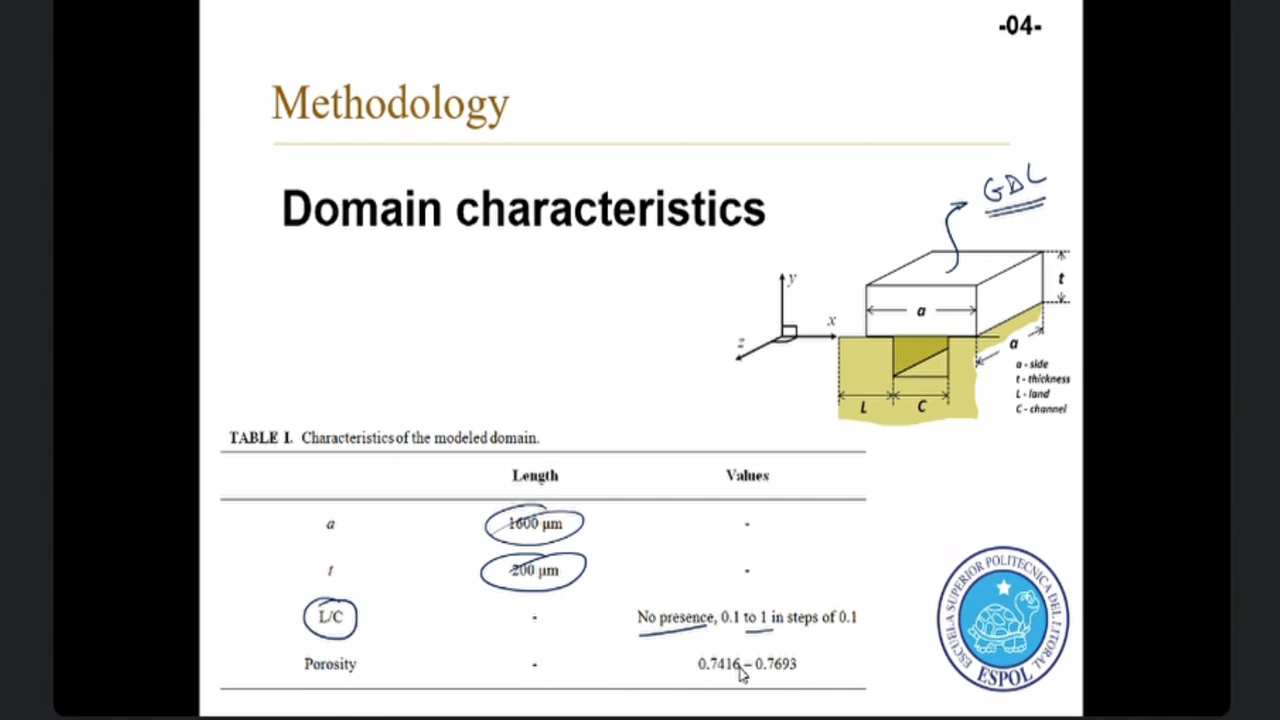 -04-
Methodology
Domain characteristics
GDL
y
x
z
a
t
a
L
C
a - side
t - thickness
L - land
C - channel
TABLE I. Characteristics of the modeled domain.
Length Values
a 1600 µm -
t 200 µm -
L/C - No presence, 0.1 to 1 in steps of 0.1
Porosity - 0.7416 – 0.7693
ESCUELA SUPERIOR POLITECNICA DEL LITORAL
ESPOL